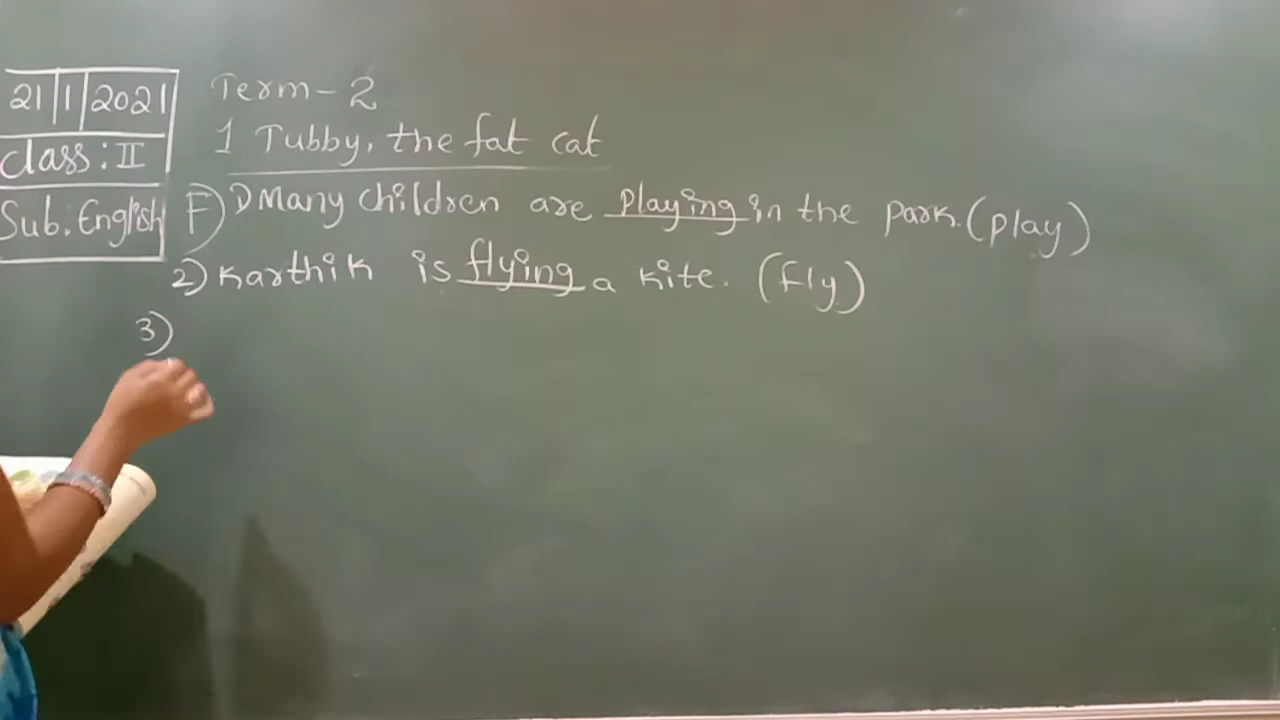 21|1|2021
Class: II
Sub. English
Term-2
1 Tubby, the fat cat
F) 1) Many children are playing in the park. (play)
2) Karthik is flying a kite. (fly)
3)